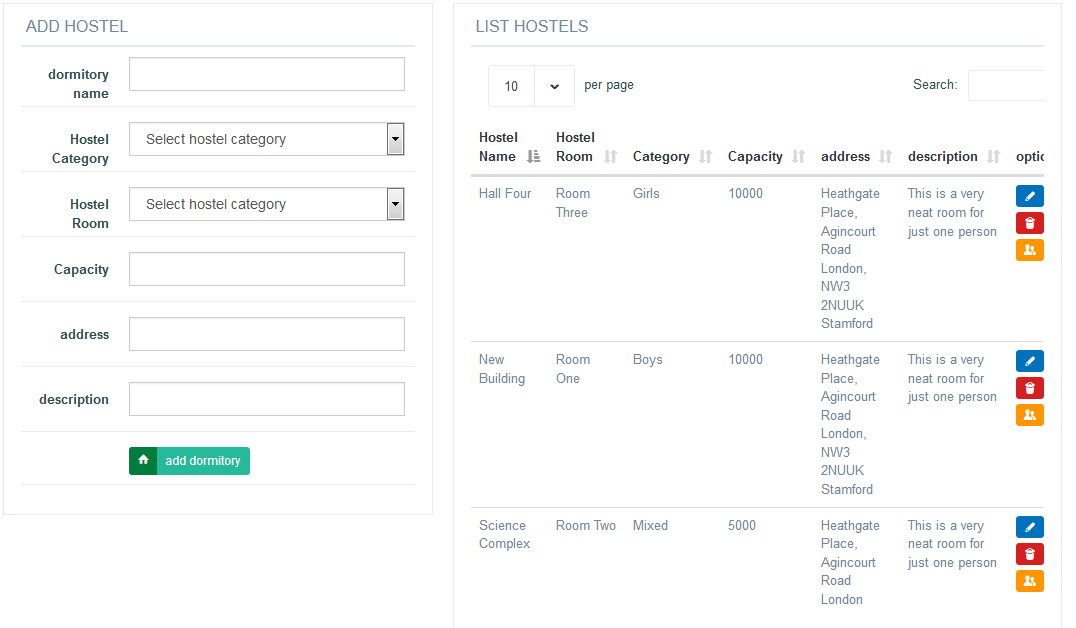 ADD HOSTEL
dormitory
name
Hostel
Category
Select hostel category
Hostel
Room
Select hostel category
Capacity
address
description
add dormitory
LIST HOSTELS
10
per page
Search:
Hostel
Name
Hostel
Room
Category
Capacity
address
description
optic
Hall Four
Room
Three
Girls
10000
Heathgate
Place,
Agincourt
Road
London,
NW3
2NUUK
Stamford
This is a very
neat room for
just one person
New
Building
Room
One
Boys
10000
Heathgate
Place,
Agincourt
Road
London,
NW3
2NUUK
Stamford
This is a very
neat room for
just one person
Science
Complex
Room Two
Mixed
5000
Heathgate
Place,
Agincourt
Road
London
This is a very
neat room for
just one person